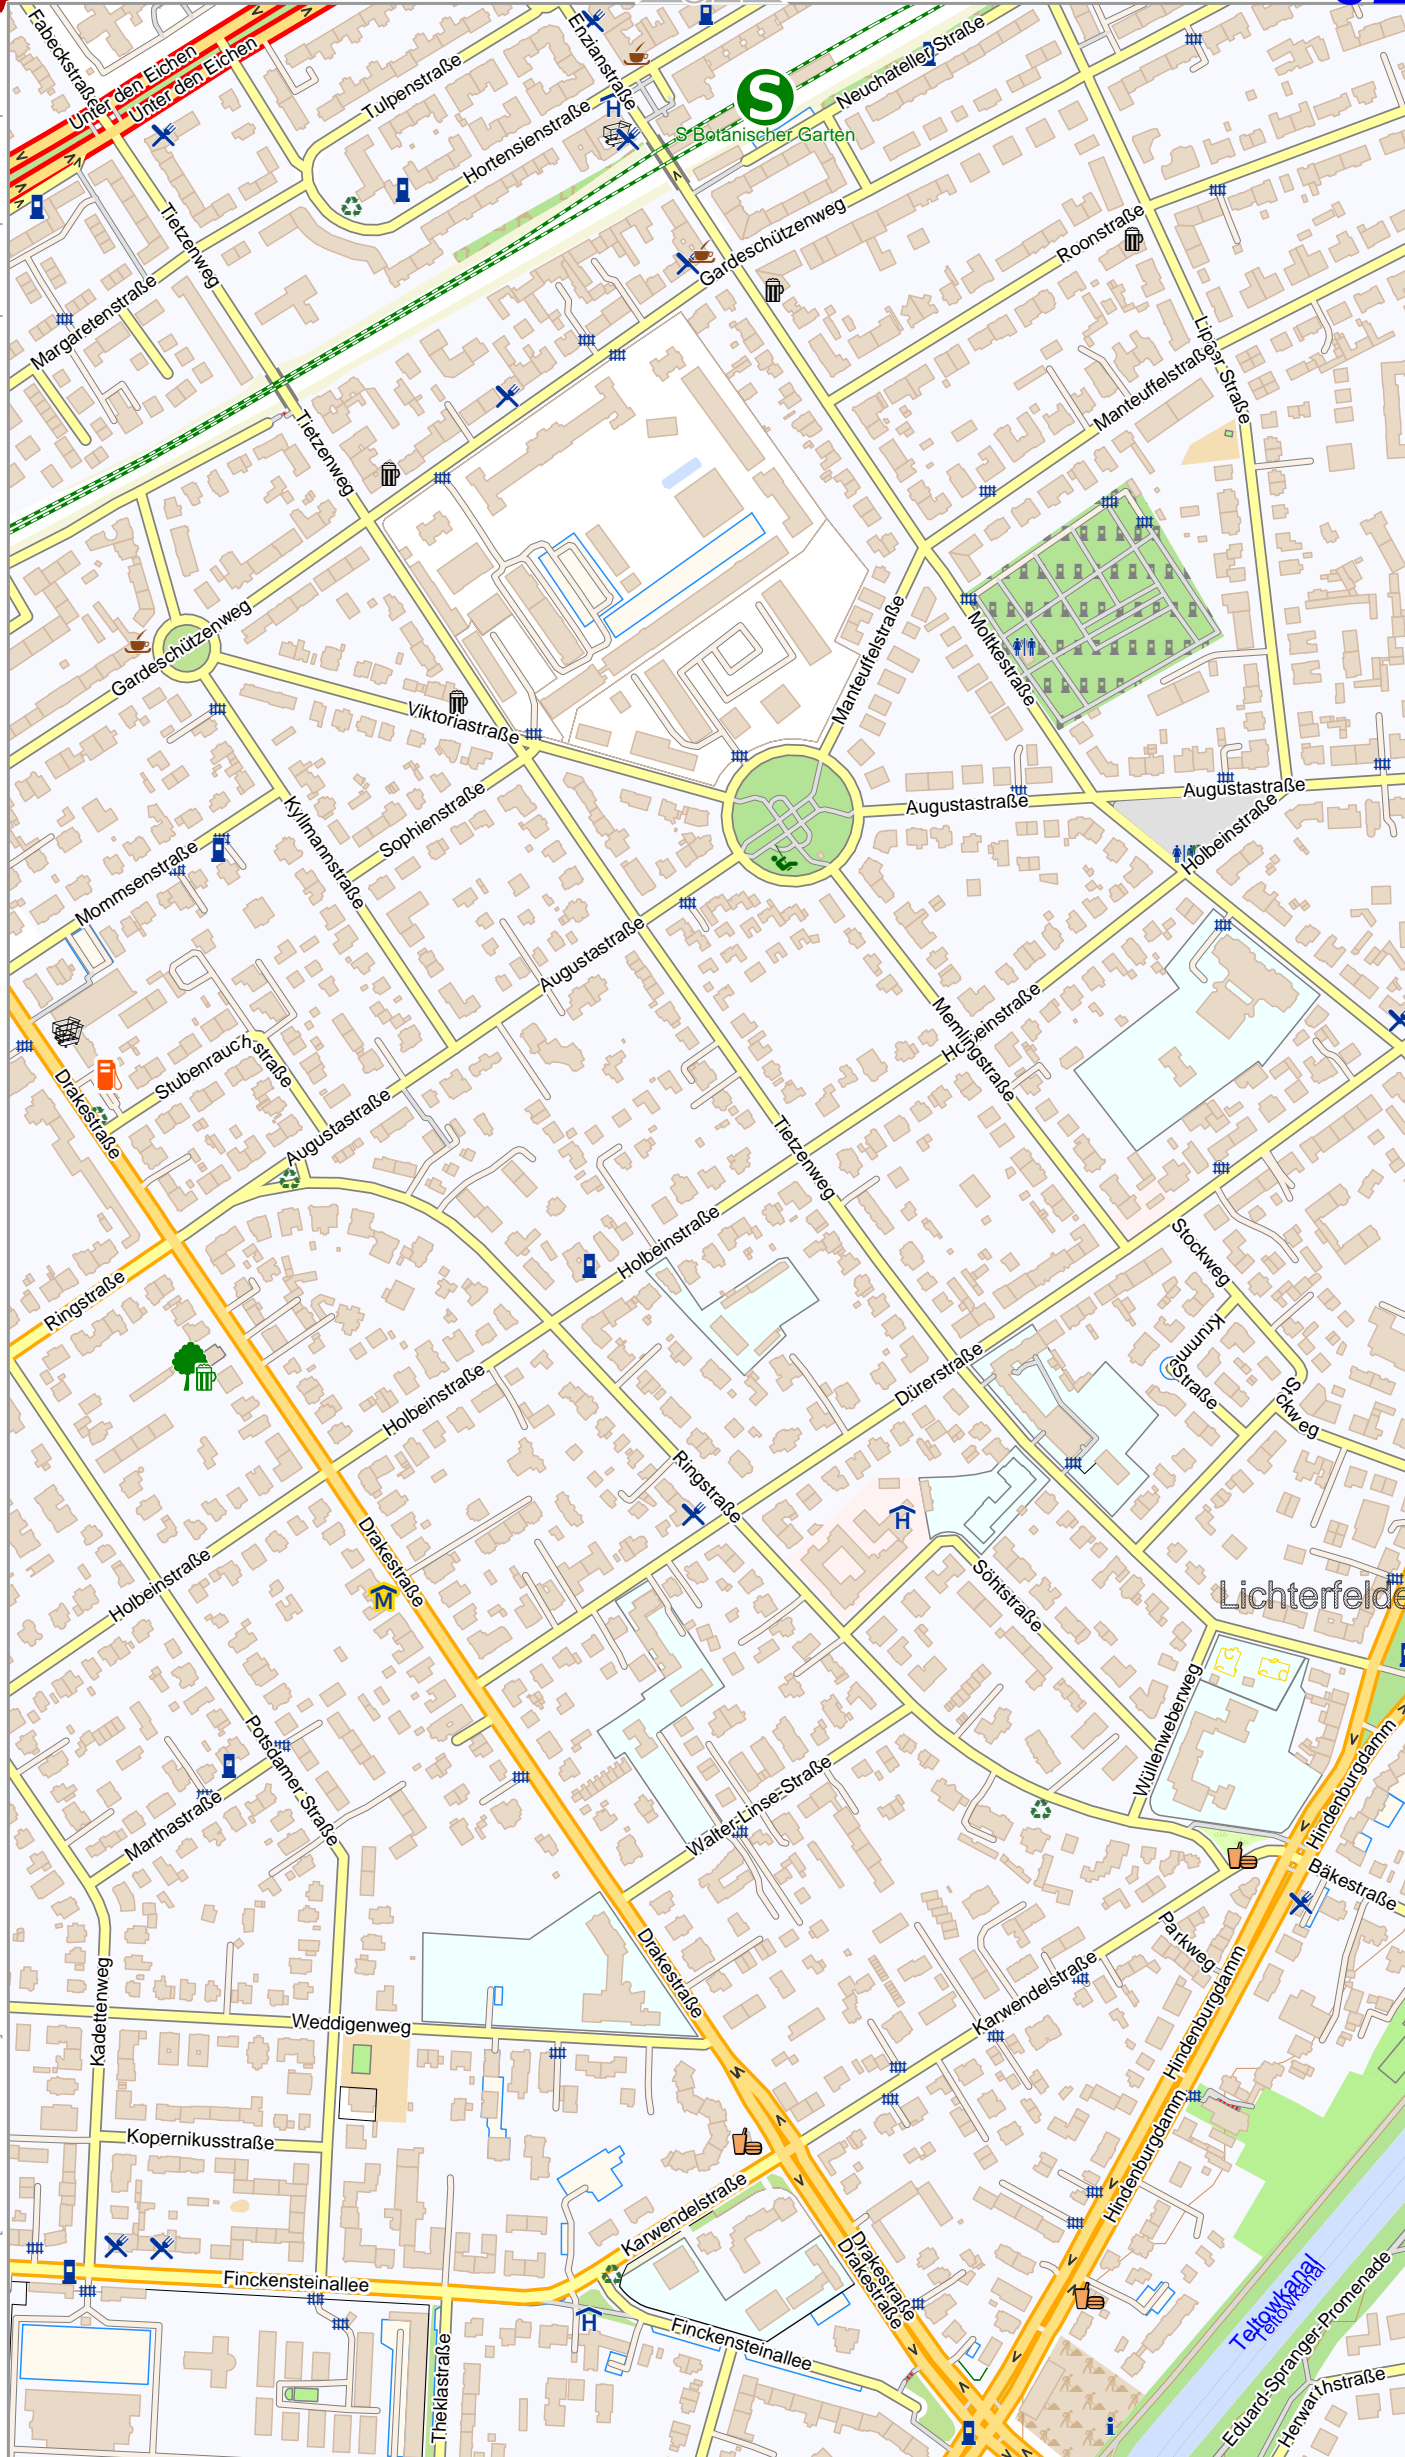 Fabeckstraße
Unter den Eichen
Unter den Eichen
Tulpenstraße
Enzianstraße
Hortensienstraße
H
S
S Botanischer Garten
Neuchateller Straße
Tietzenweg
Gardeschützenweg
Roonstraße
Margaretenstraße
Lipaer Straße
Manteuffelstraße
Tietzenweg
Gardeschützenweg
Manteuffelstraße
Moltkestraße
Viktoriastraße
Sophienstraße
Kyllmannstraße
Augustastraße
Augustastraße
Holbeinstraße
Mommsenstraße
Augustastraße
Memlingstraße
Holbeinstraße
Stubenrauchstraße
Drakestraße
Augustastraße
Tietzenweg
Holbeinstraße
Stockweg
Ringstraße
Krumme Straße
Dürerstraße
Holbeinstraße
Stockweg
Ringstraße
H
Drakestraße
Holbeinstraße
M
Söhtstraße
Lichterfelde
Wüllenweberweg
Potsdamer Straße
Marthastraße
Walter-Linse-Straße
Hindenburgdamm
Bäkestraße
Parkweg
Drakestraße
Karwendelstraße
Hindenburgdamm
Kadettenweg
Weddigenweg
Kopernikusstraße
Hindenburgdamm
Karwendelstraße
Drakestraße
Drakestraße
Finckensteinallee
H
Finckensteinallee
Theklastraße
Teltowkanal
Teltowkanal
Eduard-Spranger-Promenade
Herwarthstraße
i